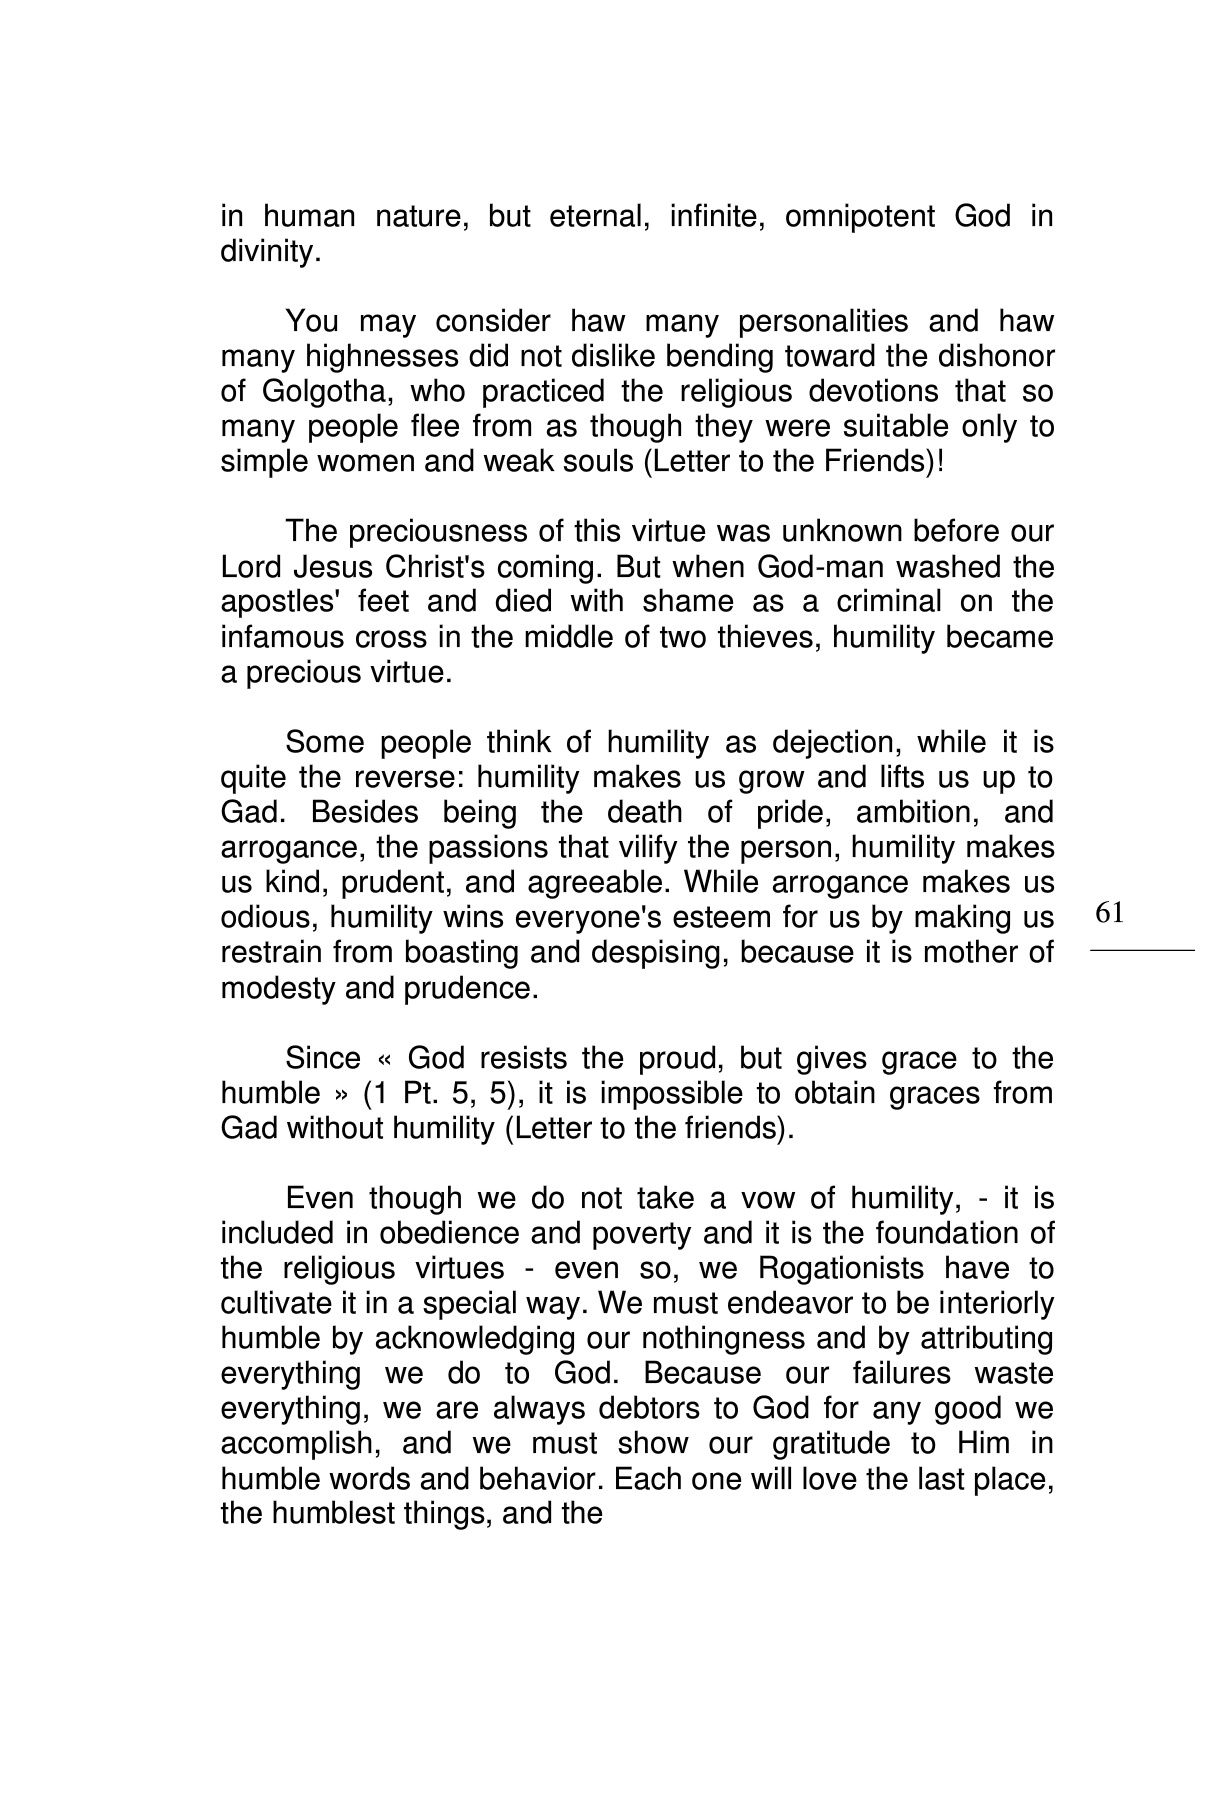 in human nature, but eternal, infinite, omnipotent God in
divinity.
You may consider haw many personalities and haw
many highnesses did not dislike bending toward the dishonor
of Golgotha, who practiced the religious devotions that so
many people flee from as though they were suitable only to
simple women and weak souls (Letter to the Friends)!
The preciousness of this virtue was unknown before our
Lord Jesus Christ's coming. But when God-man washed the
apostles' feet and died with shame as a criminal on the
infamous cross in the middle of two thieves, humility became
a precious virtue.
Some people think of humility as dejection, while it is
quite the reverse: humility makes us grow and lifts us up to
Gad. Besides being the death of pride, ambition, and
arrogance, the passions that vilify the person, humility makes
us kind, prudent, and agreeable. While arrogance makes us
odious, humility wins everyone's esteem for us by making us
restrain from boasting and despising, because it is mother of
modesty and prudence.
61
Since « God resists the proud, but gives grace to the
humble » (1 Pt. 5, 5), it is impossible to obtain graces from
Gad without humility (Letter to the friends).
Even though we do not take a vow of humility, - it is
included in obedience and poverty and it is the foundation of
the religious virtues - even so, we Rogationists have to
cultivate it in a special way. We must endeavor to be interiorly
humble by acknowledging our nothingness and by attributing
everything we do to God. Because our failures waste
everything, we are always debtors to God for any good we
accomplish, and we must show our gratitude to Him in
humble words and behavior. Each one will love the last place,
the humblest things, and the